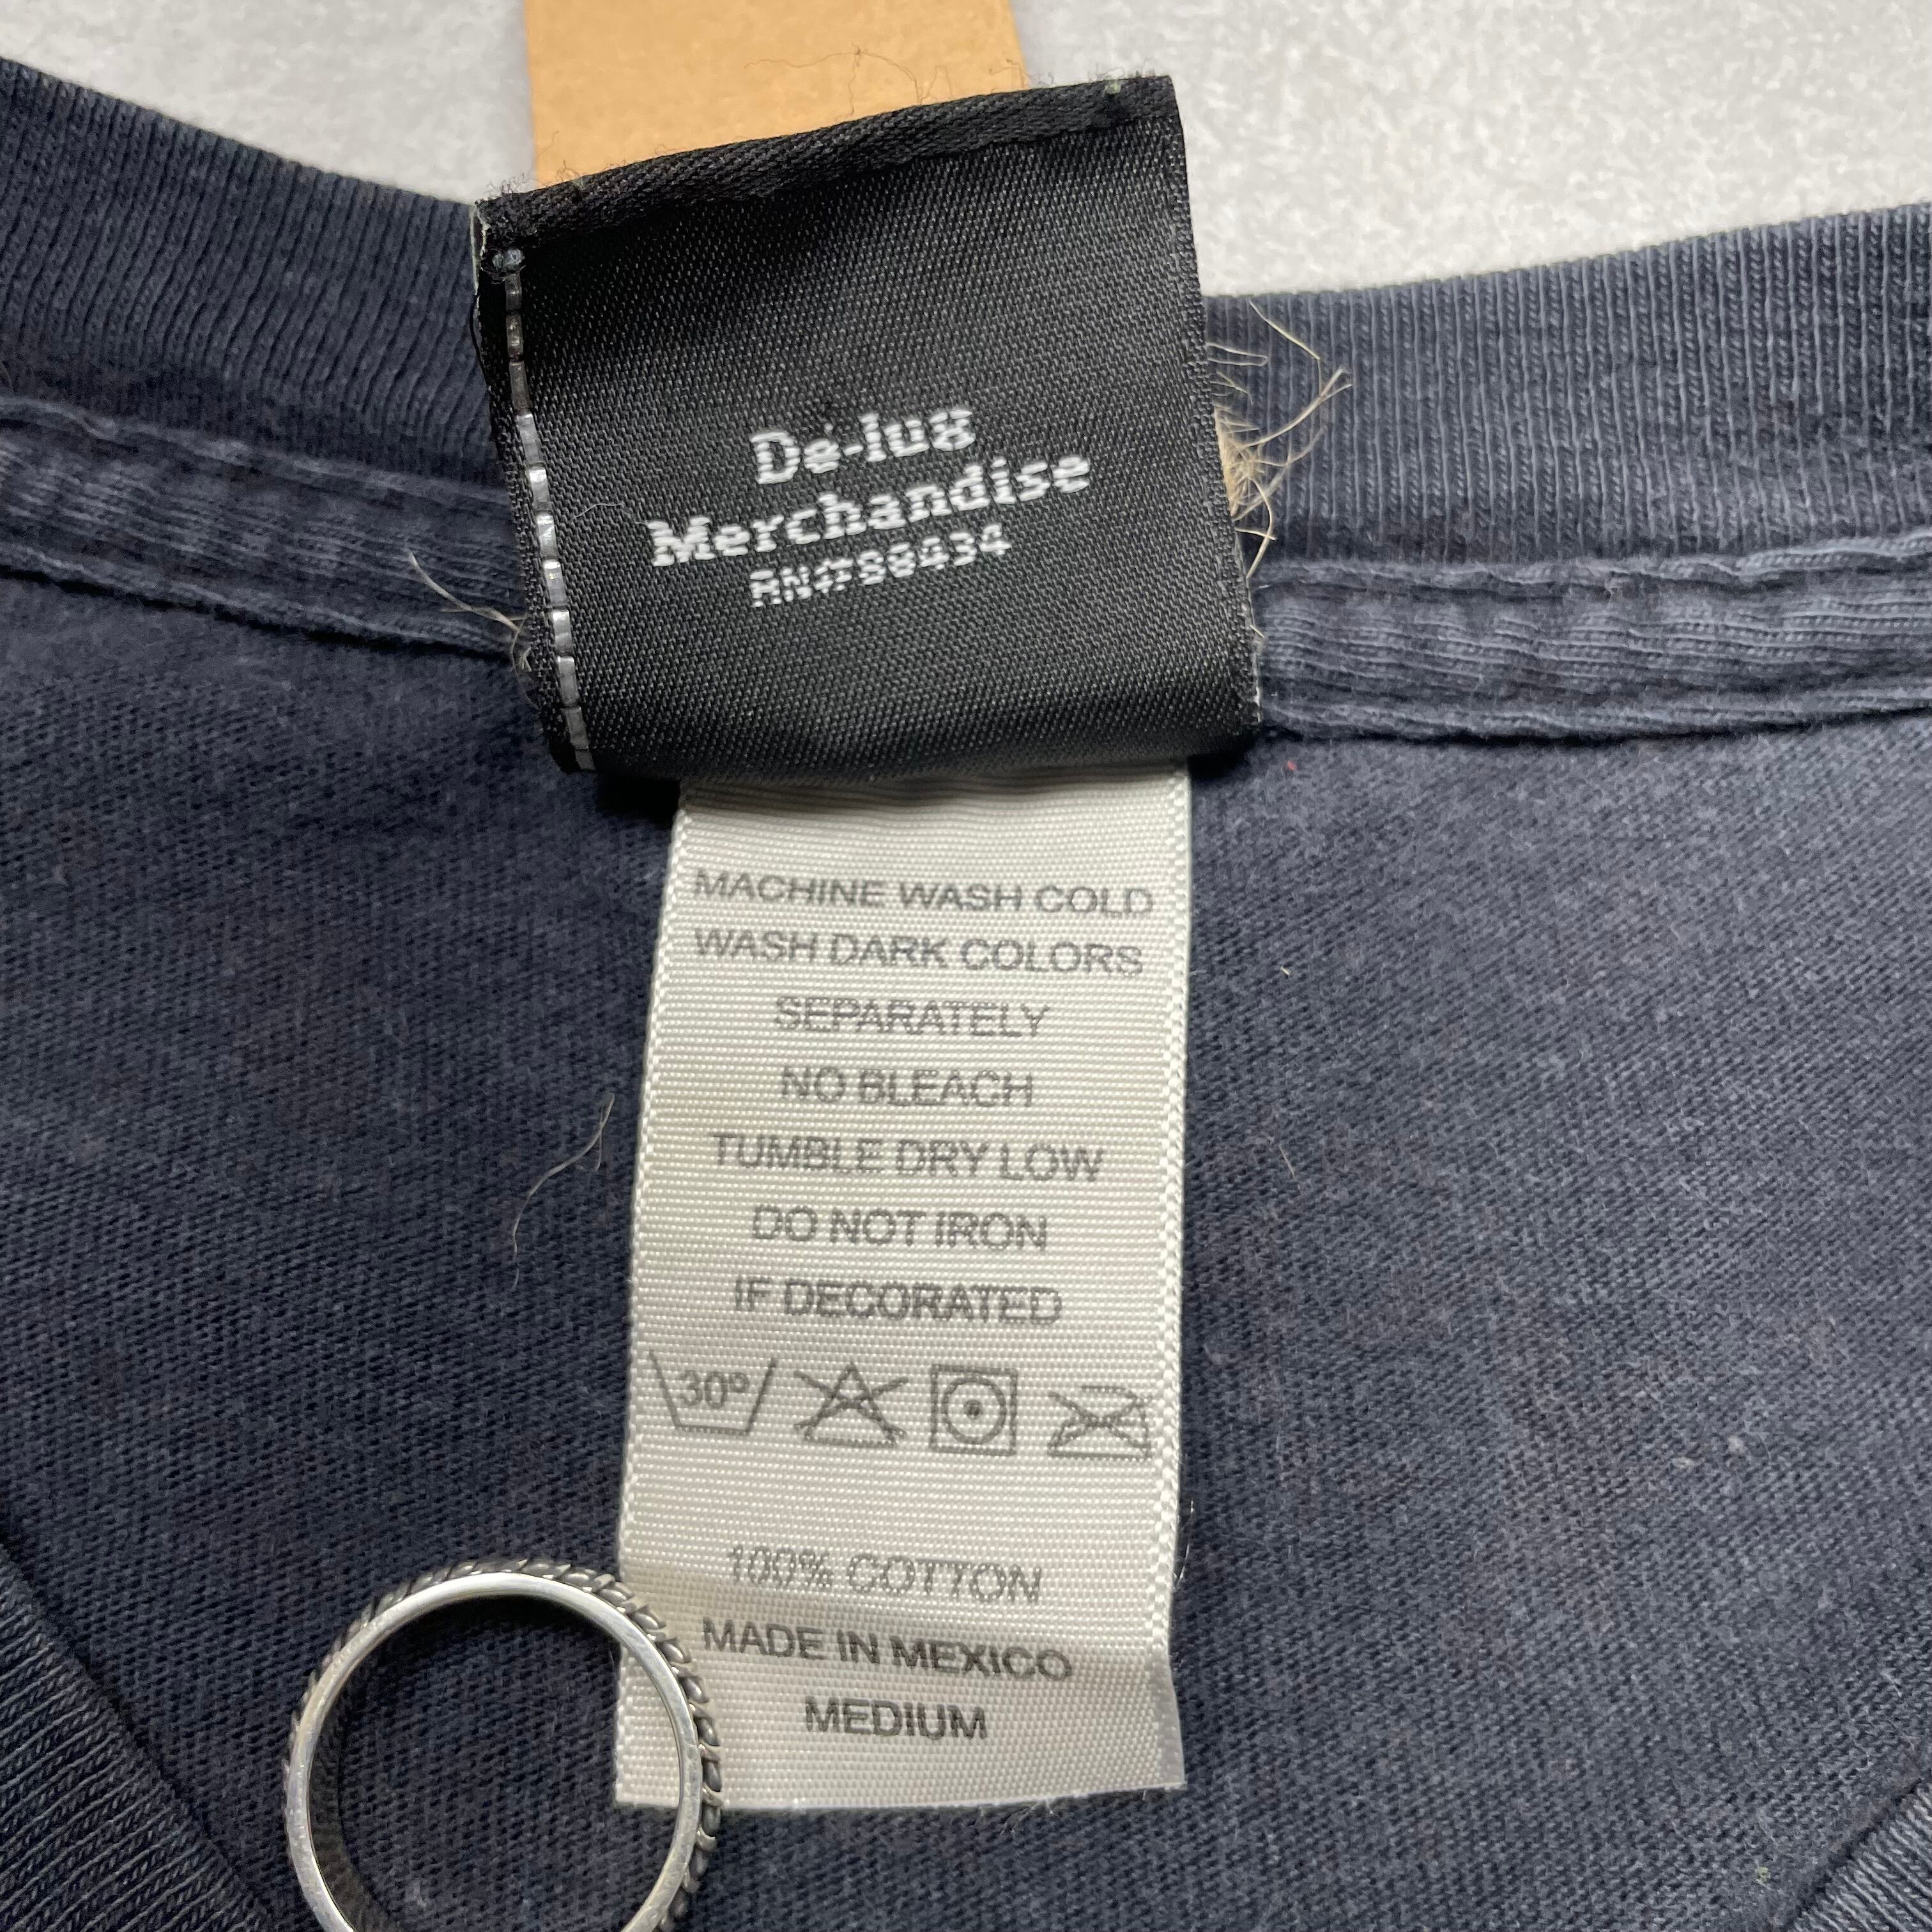 De-lug
Merchandise
RN#88434
MACHINE WASH COLD
WASH DARK COLORS
SEPARATELY
NO BLEACH
TUMBLE DRY LOW
DO NOT IRON
IF DECORATED
30°
100% COTTON
MADE IN MEXICO
MEDIUM